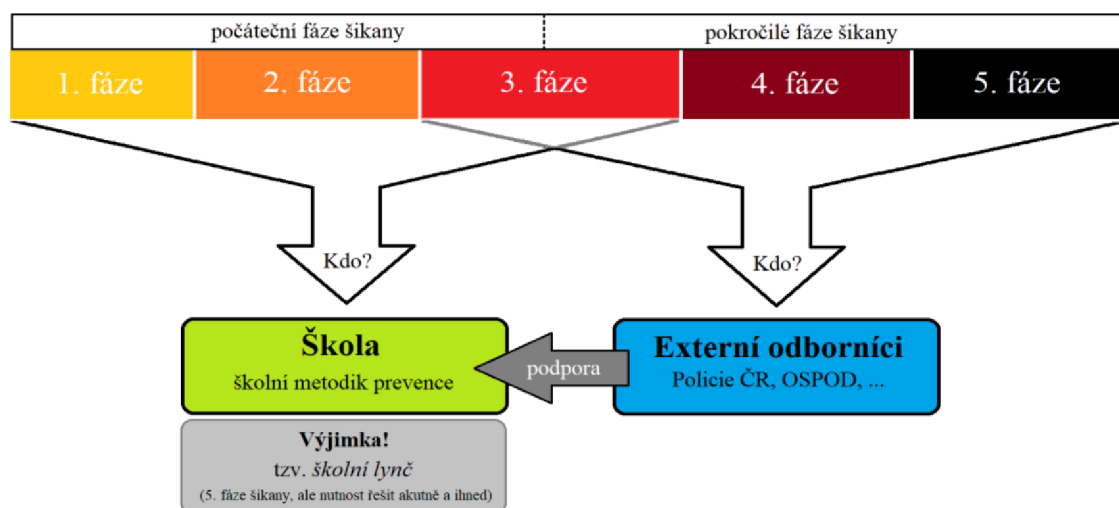 počáteční fáze šikany
pokročilé fáze šikany
1. fáze
2. fáze
3. fáze
4. fáze
5. fáze
Kdo?
Kdo?
Škola
školní metodik prevence
podpora
Externí odborníci
Policie ČR, OSPOD, ...
Výjimka!
tzv. školní lynč
(5. fáze šikany, ale nutnost řešit akutně a ihned)